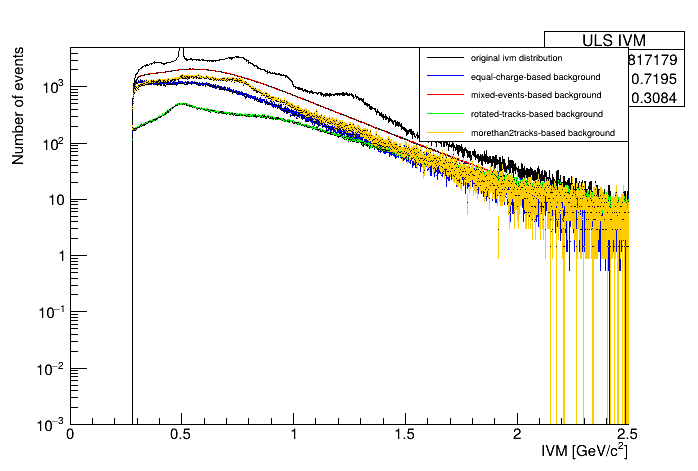 ULS IVM
817179
0.7195
0.3084
original ivm distribution
equal-charge-based background
mixed-events-based background
rotated-tracks-based background
morethan2tracks-based background
Number of events
10³
10²
10
1
10⁻¹
10⁻²
10⁻³
0 0.5 1 1.5 2 2.5
IVM [GeV/c²]